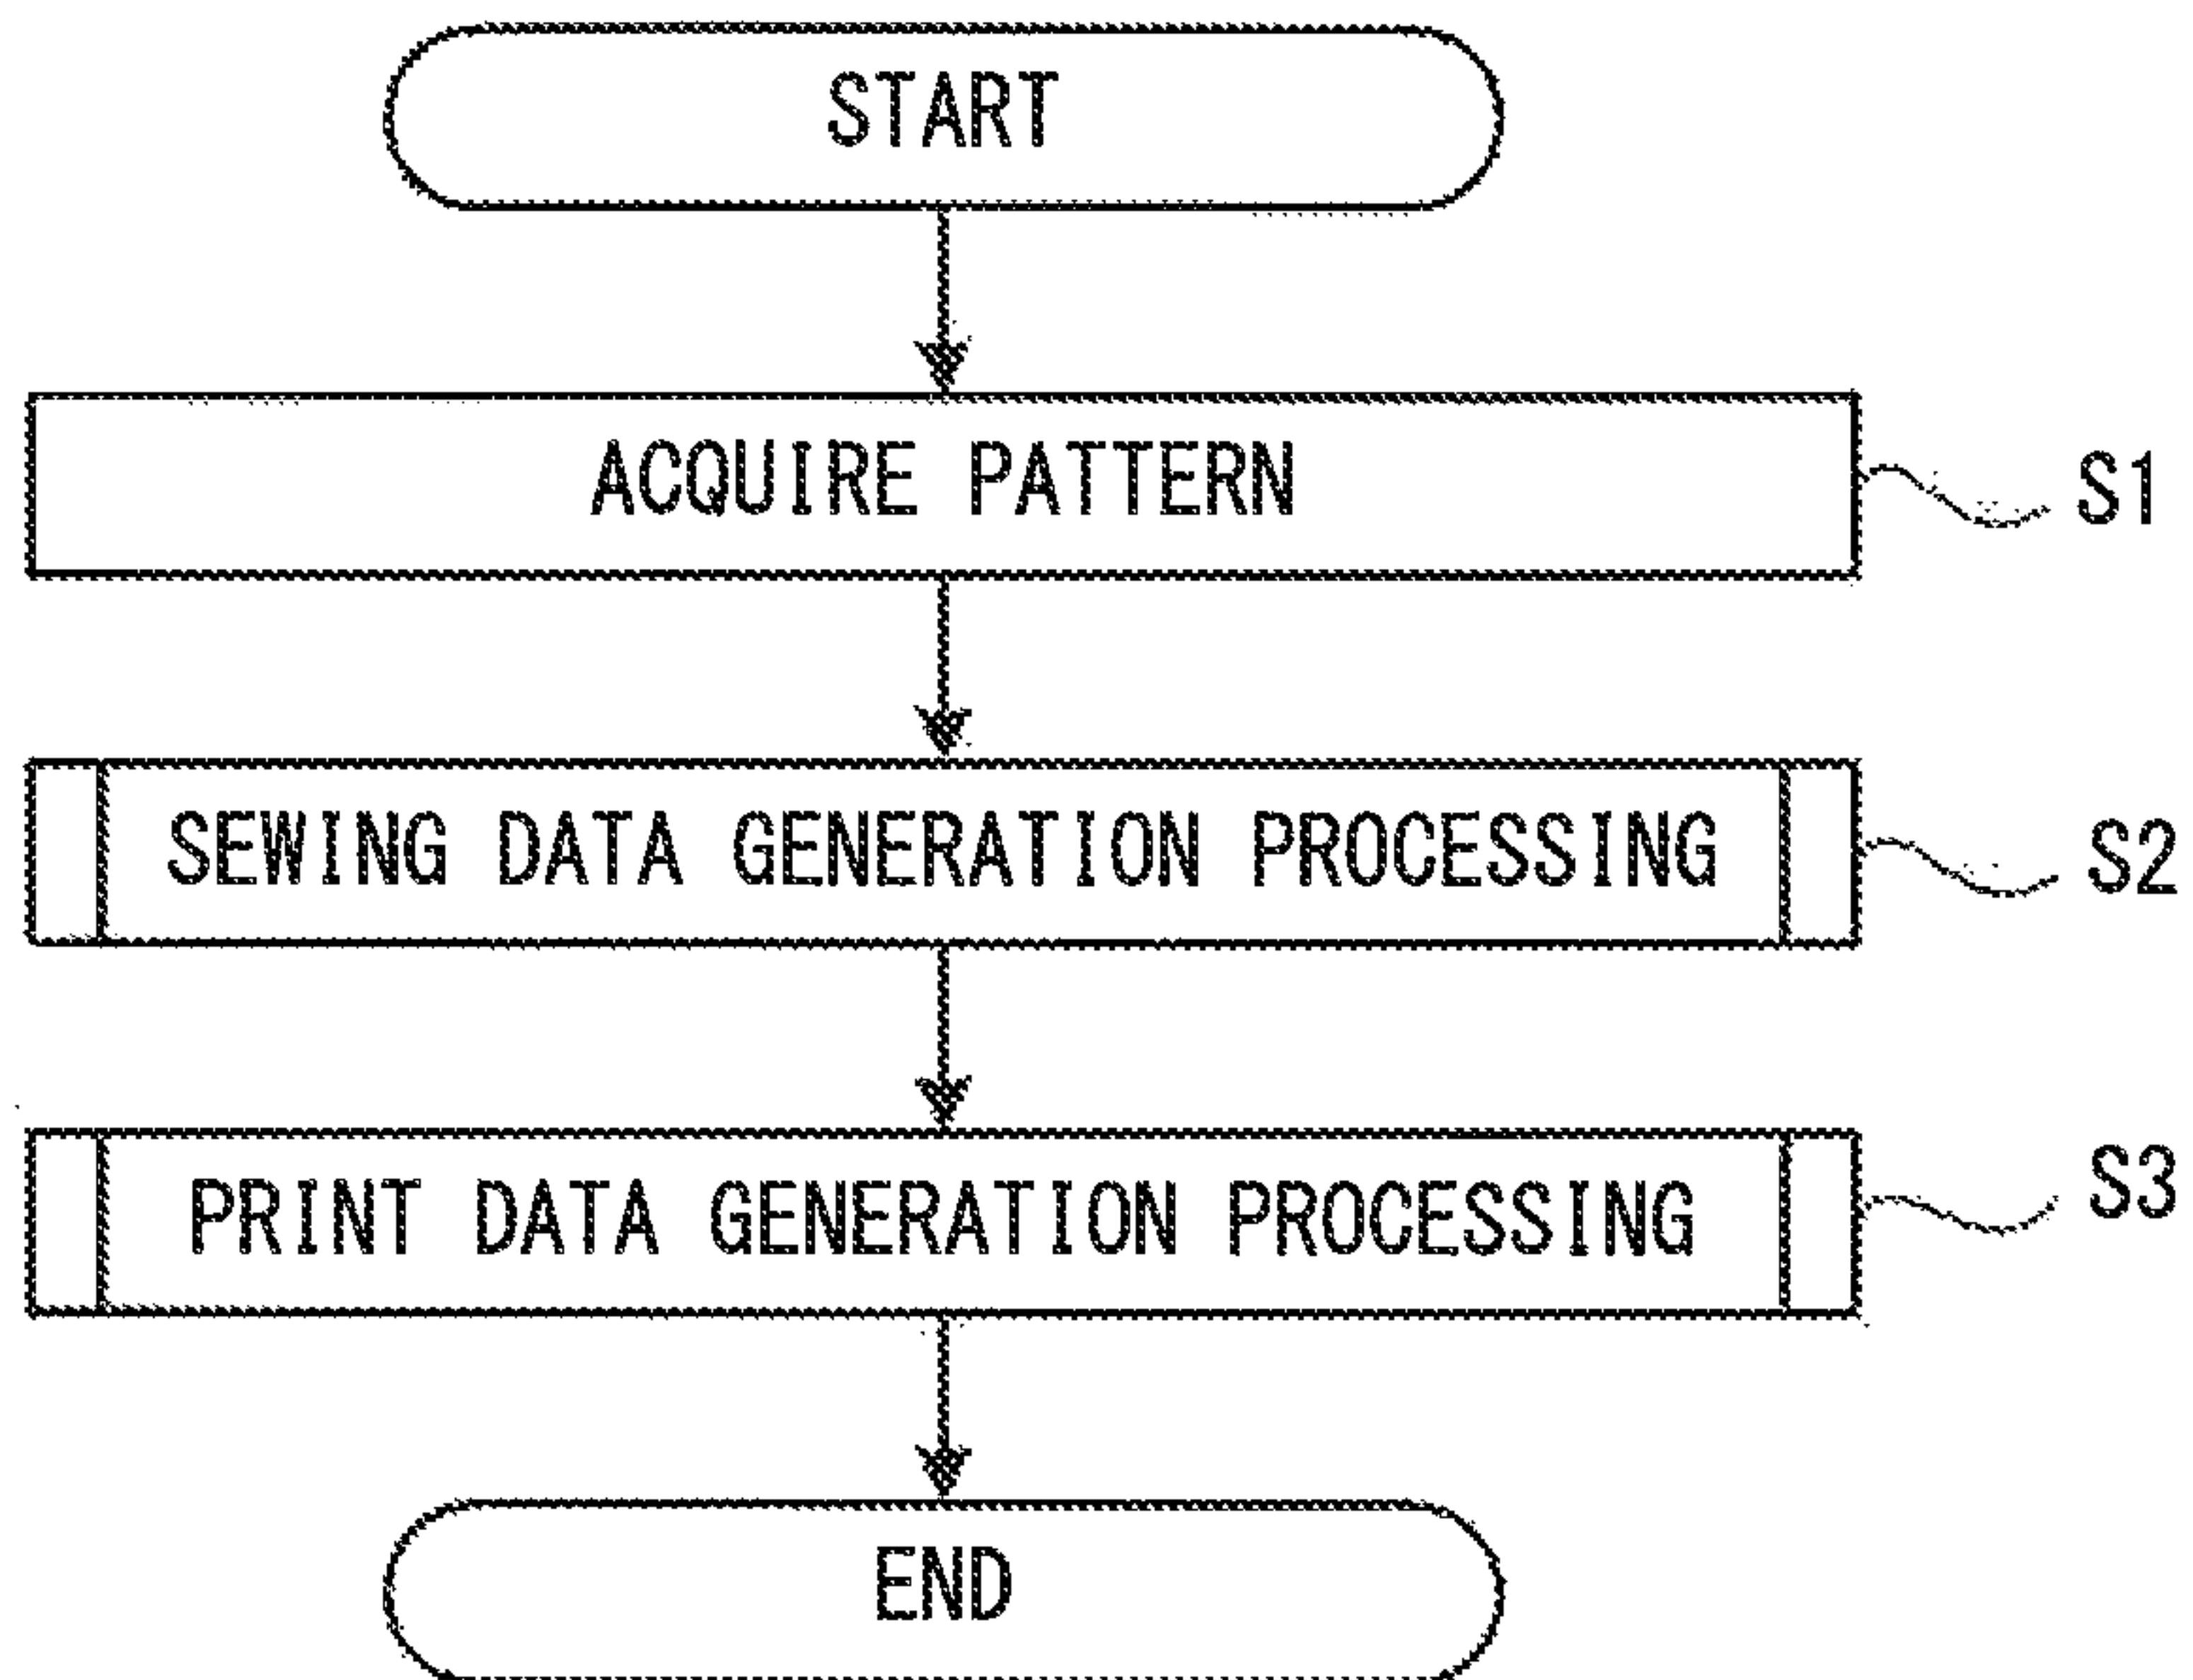 START
ACQUIRE PATTERN S1
SEWING DATA GENERATION PROCESSING S2
PRINT DATA GENERATION PROCESSING S3
END